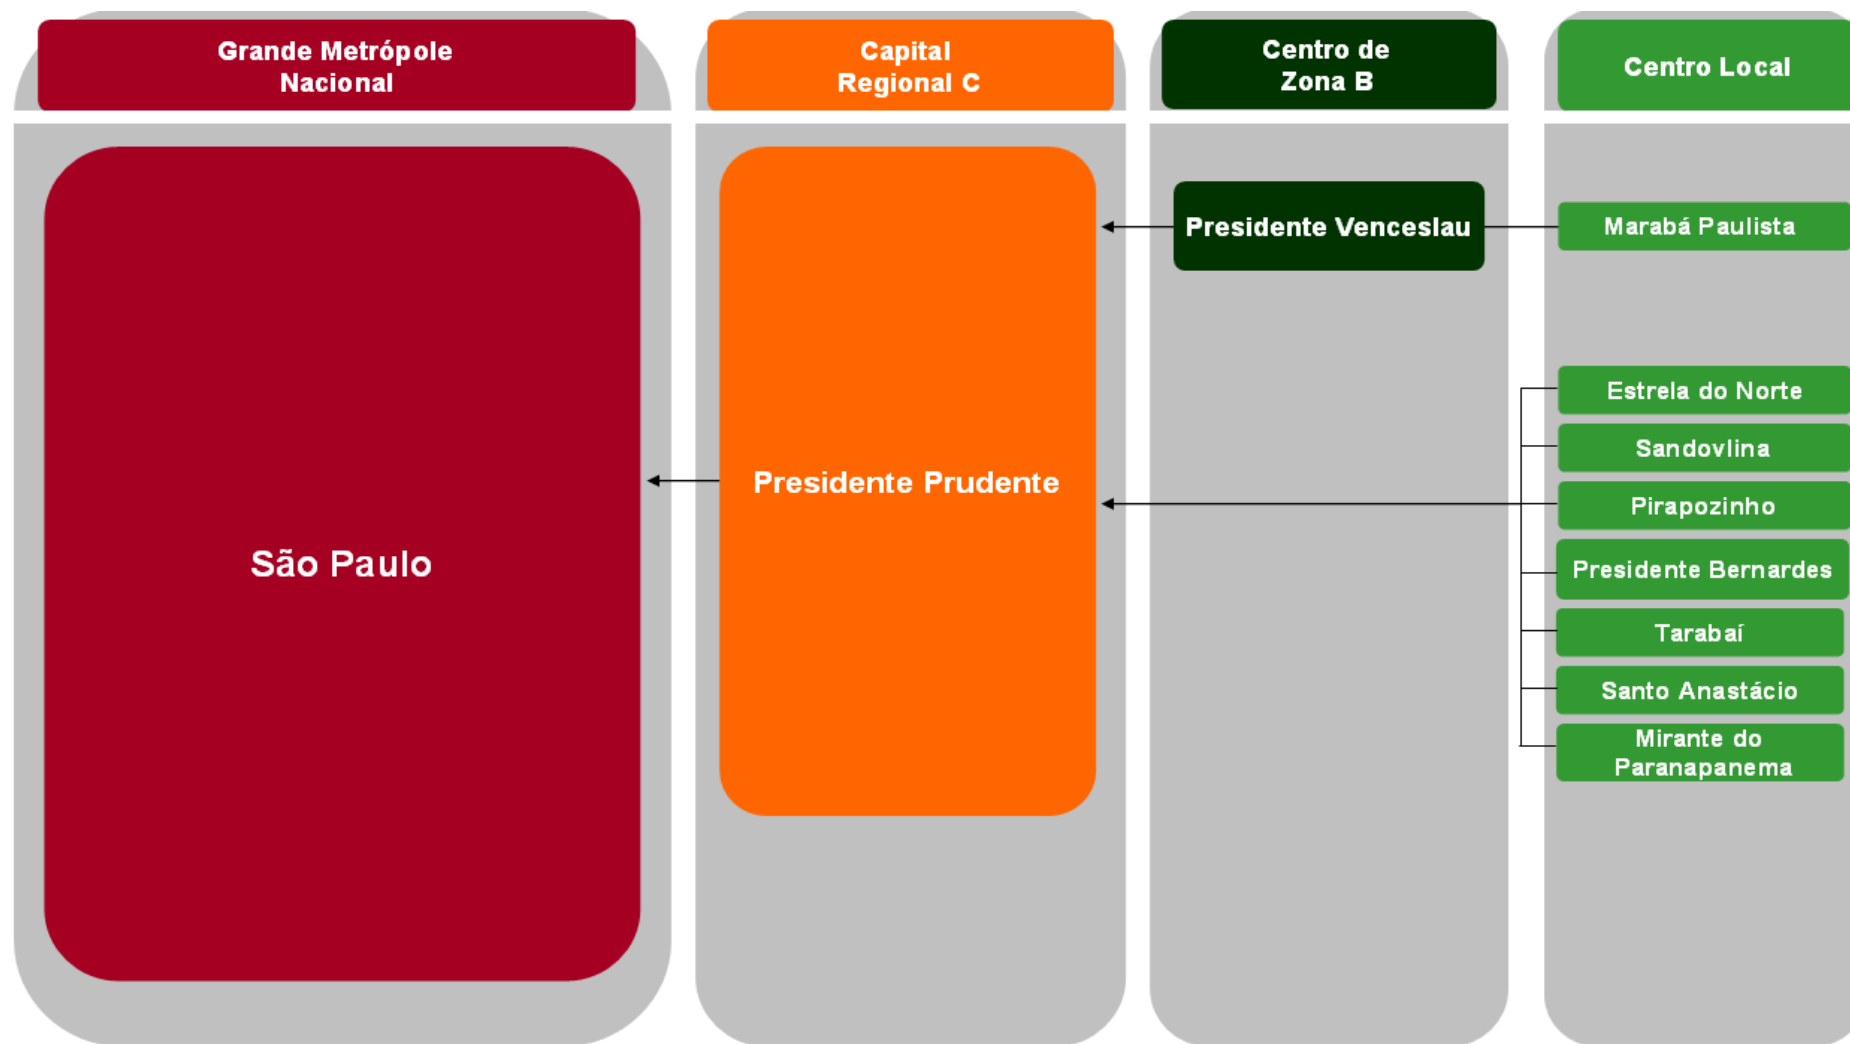 Grande Metrópole
Nacional
Capital
Regional C
Centro de
Zona B
Centro Local
São Paulo
Presidente Prudente
Presidente Venceslau
Marabá Paulista
Estrela do Norte
Sandovlina
Pirapozinho
Presidente Bernardes
Tarabaí
Santo Anastácio
Mirante do
Paranapanema